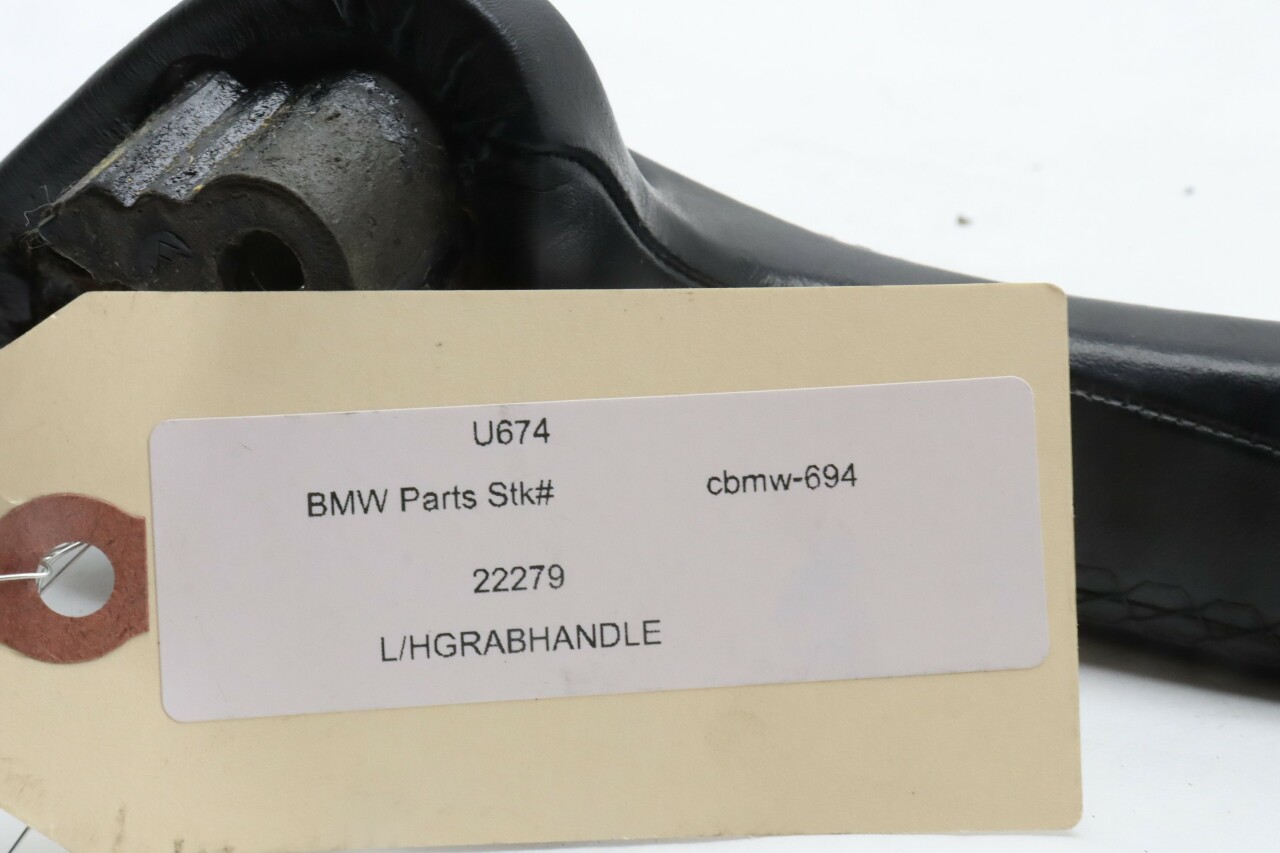 U674
BMW Parts Stk# cbmw-694
22279
L/HGRABHANDLE